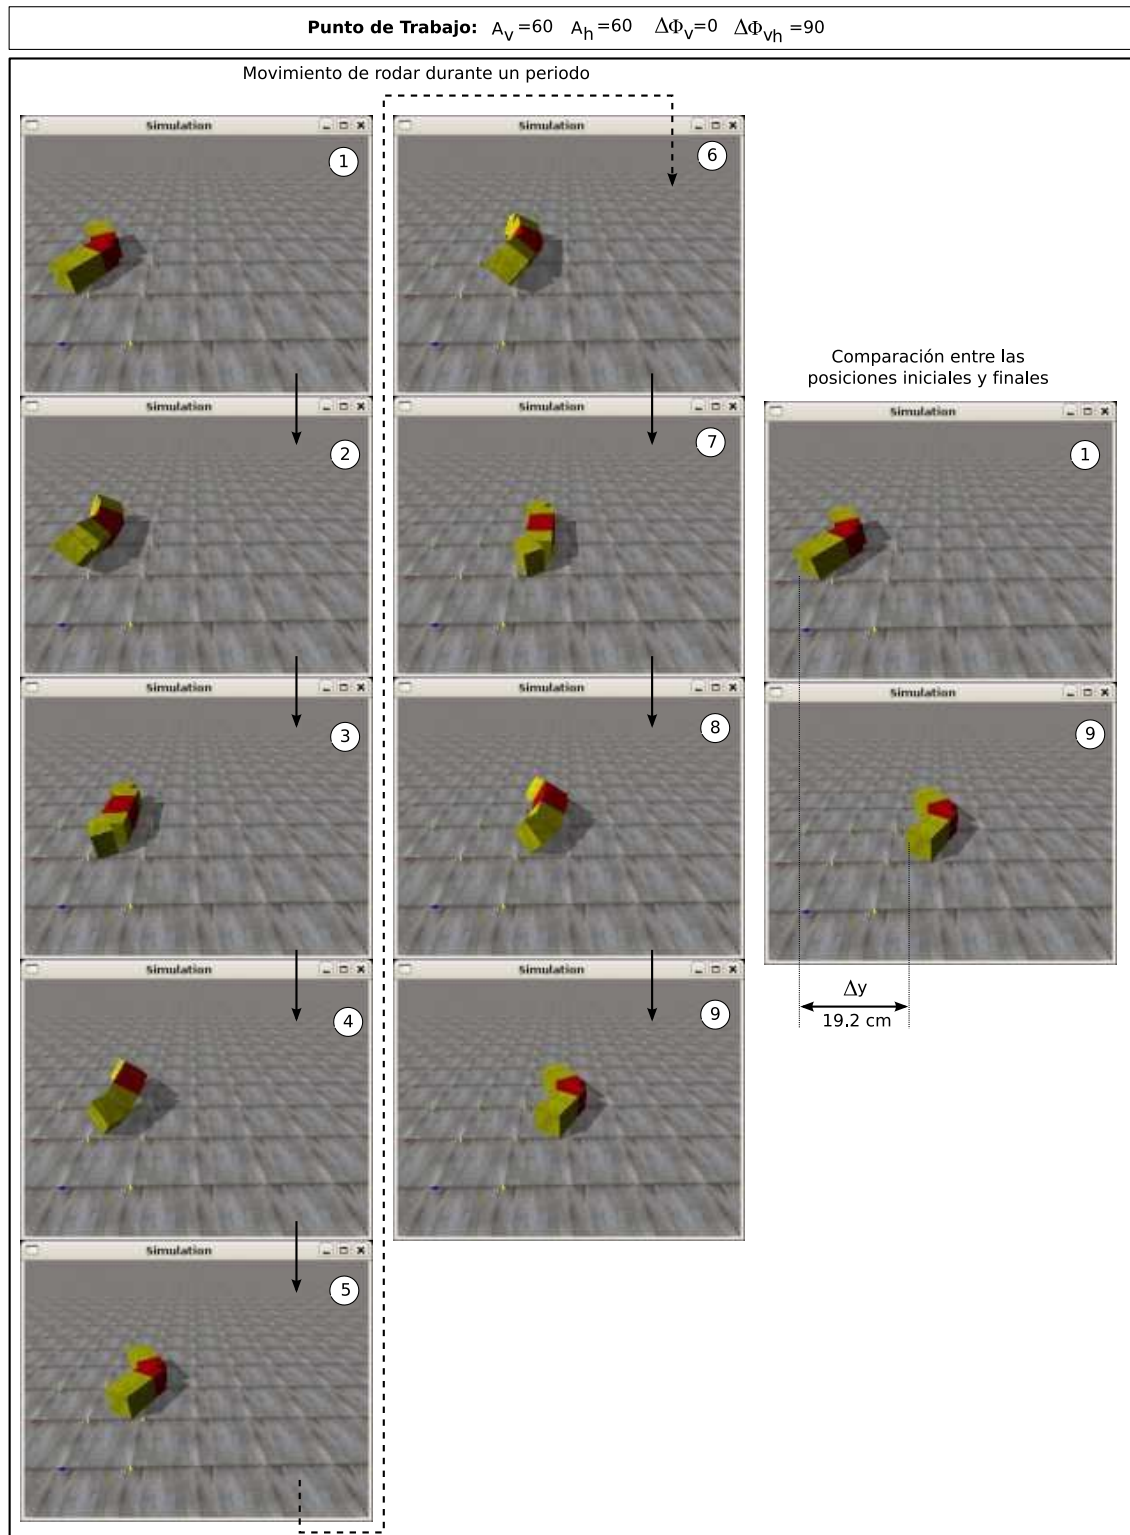 Punto de Trabajo: Av=60 Ah=60 ΔΦv=0 ΔΦvh=90
Movimiento de rodar durante un periodo
Simulation
1
Simulation
2
Simulation
3
Simulation
4
Simulation
5
Simulation
6
Simulation
7
Simulation
8
Simulation
9
Comparación entre las
posiciones iniciales y finales
Simulation
1
Simulation
9
Δy
19.2 cm